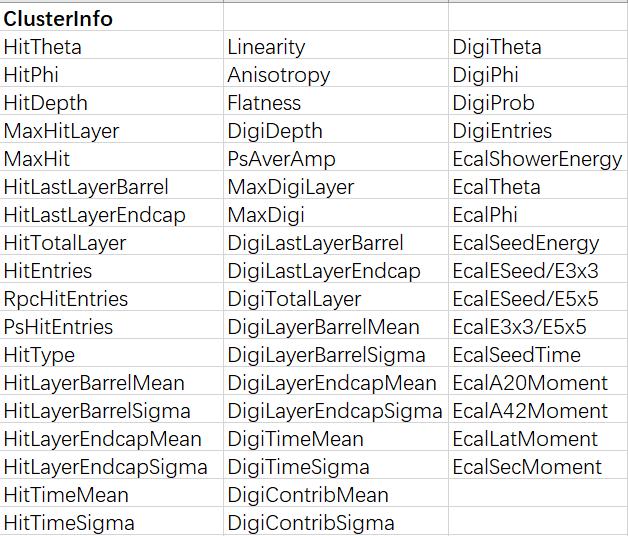 ClusterInfo
HitTheta Linearity DigiTheta
HitPhi Anisotropy DigiPhi
HitDepth Flatness DigiProb
MaxHitLayer DigiDepth DigiEntries
MaxHit PsAverAmp EcalShowerEnergy
HitLastLayerBarrel MaxDigiLayer EcalTheta
HitLastLayerEndcap MaxDigi EcalPhi
HitTotalLayer DigiLastLayerBarrel EcalSeedEnergy
HitEntries DigiLastLayerEndcap EcalESeed/E3x3
RpcHitEntries DigiTotalLayer EcalESeed/E5x5
PsHitEntries DigiLayerBarrelMean EcalE3x3/E5x5
HitType DigiLayerBarrelSigma EcalSeedTime
HitLayerBarrelMean DigiLayerEndcapMean EcalA20Moment
HitLayerBarrelSigma DigiLayerEndcapSigma EcalA42Moment
HitLayerEndcapMean DigiTimeMean EcalLatMoment
HitLayerEndcapSigma DigiTimeSigma EcalSecMoment
HitTimeMean DigiContribMean
HitTimeSigma DigiContribSigma